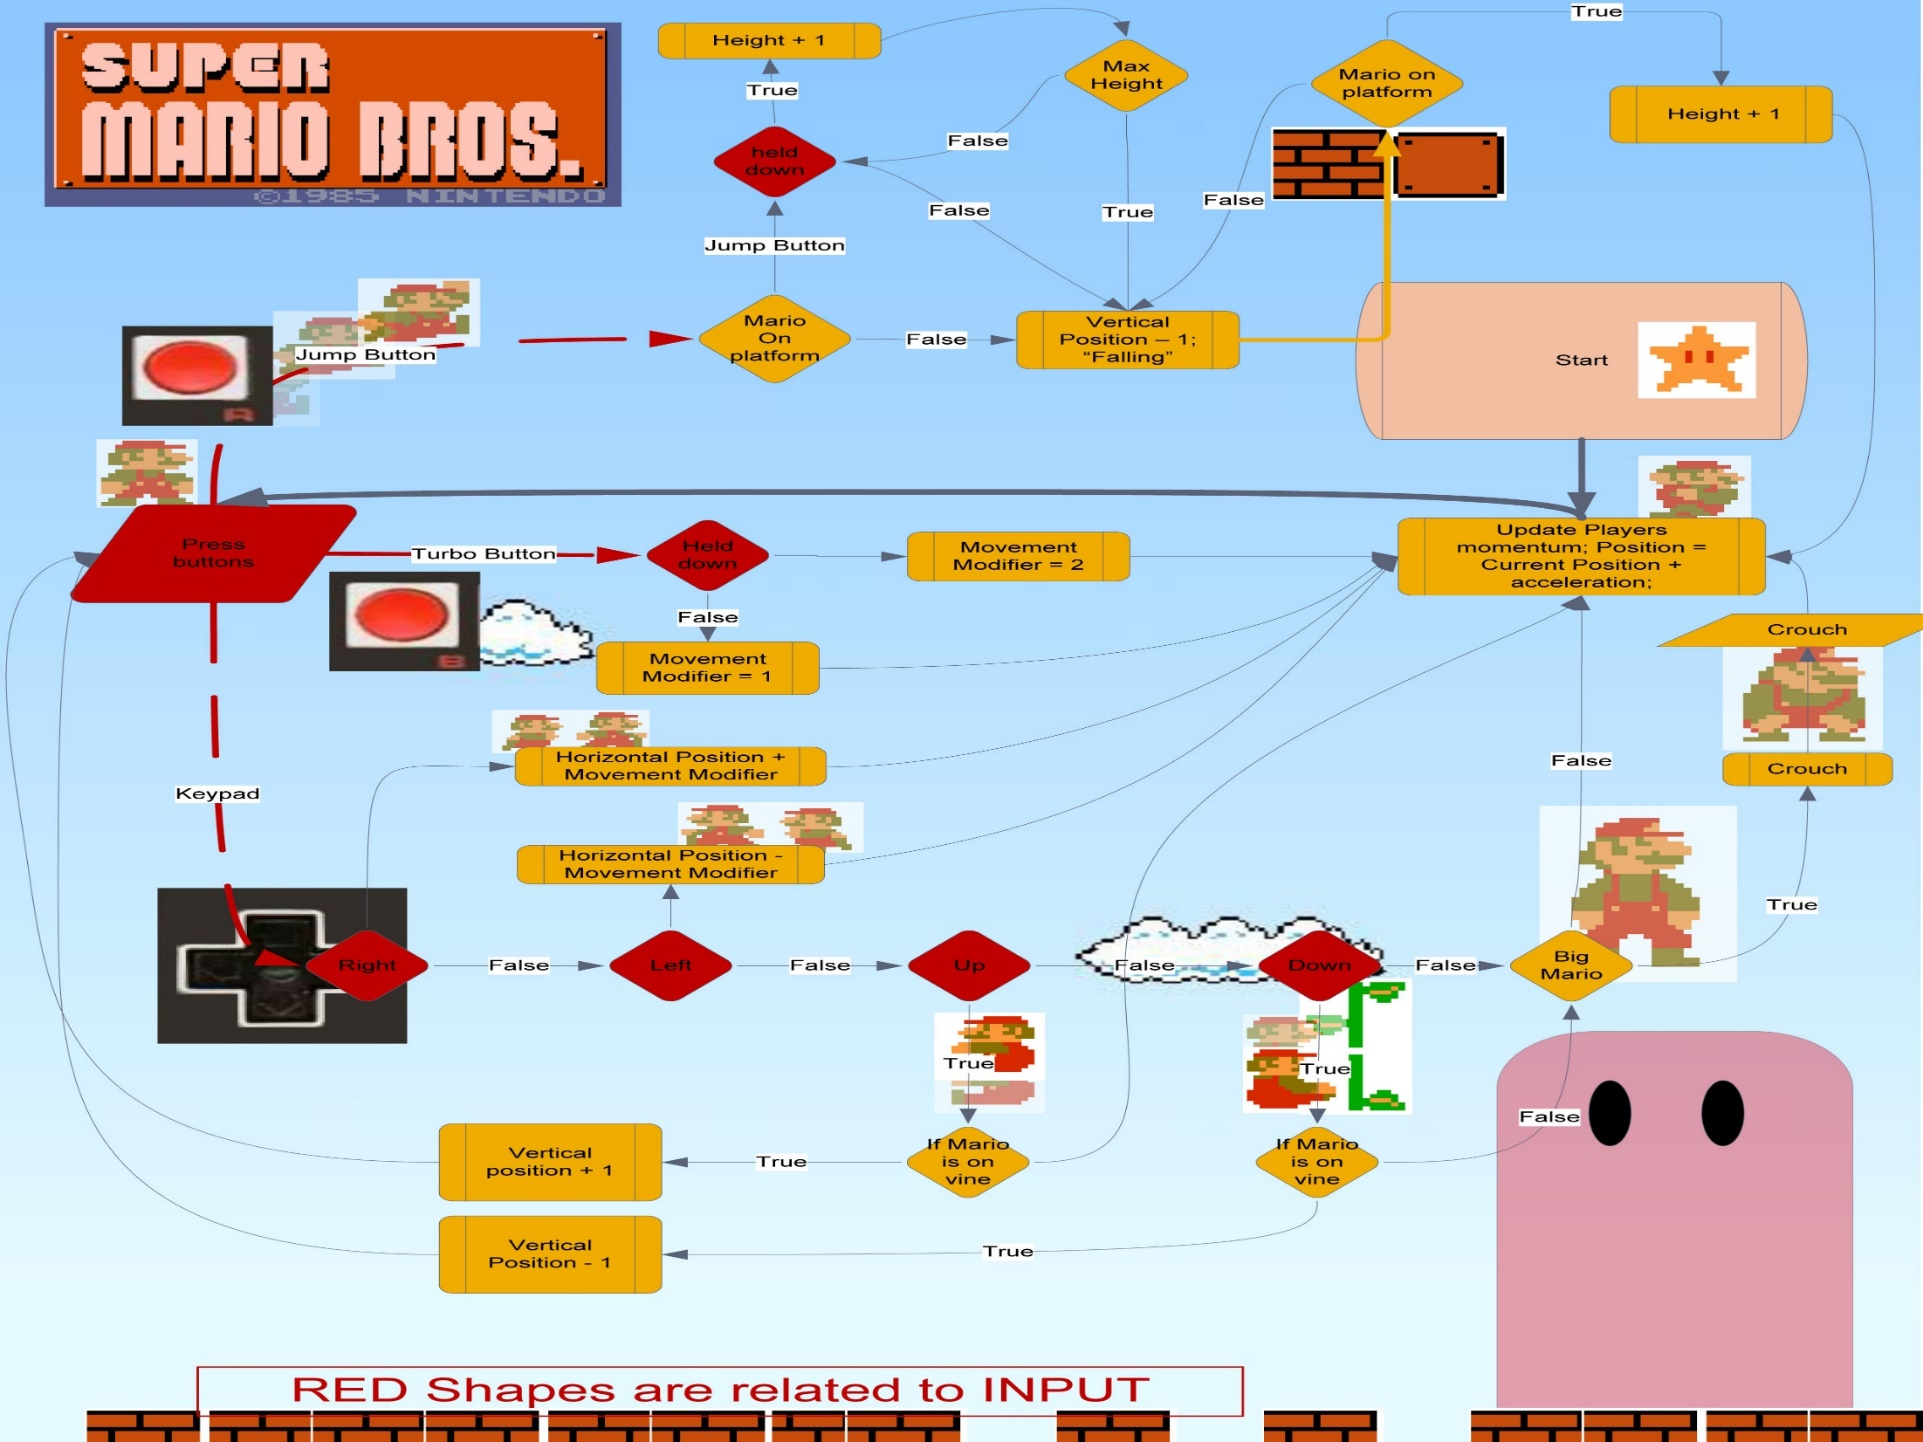 SUPER
MARIO BROS.
©1985 NINTENDO
Height + 1
Max
Height
Mario on
platform
True
Height + 1
True
held
down
False
False
True
False
Jump Button
Mario
On
platform
False
Vertical
Position – 1;
“Falling”
Start
Jump Button
R
Press
buttons
Turbo Button
Held
down
Movement
Modifier = 2
Update Players
momentum; Position =
Current Position +
acceleration;
False
B
Movement
Modifier = 1
Crouch
Horizontal Position +
Movement Modifier
False
Crouch
Keypad
Horizontal Position -
Movement Modifier
True
Right
False
Left
False
Up
False
Down
False
Big
Mario
True
True
False
Vertical
position + 1
True
If Mario
is on
vine
If Mario
is on
vine
Vertical
Position - 1
True
RED Shapes are related to INPUT